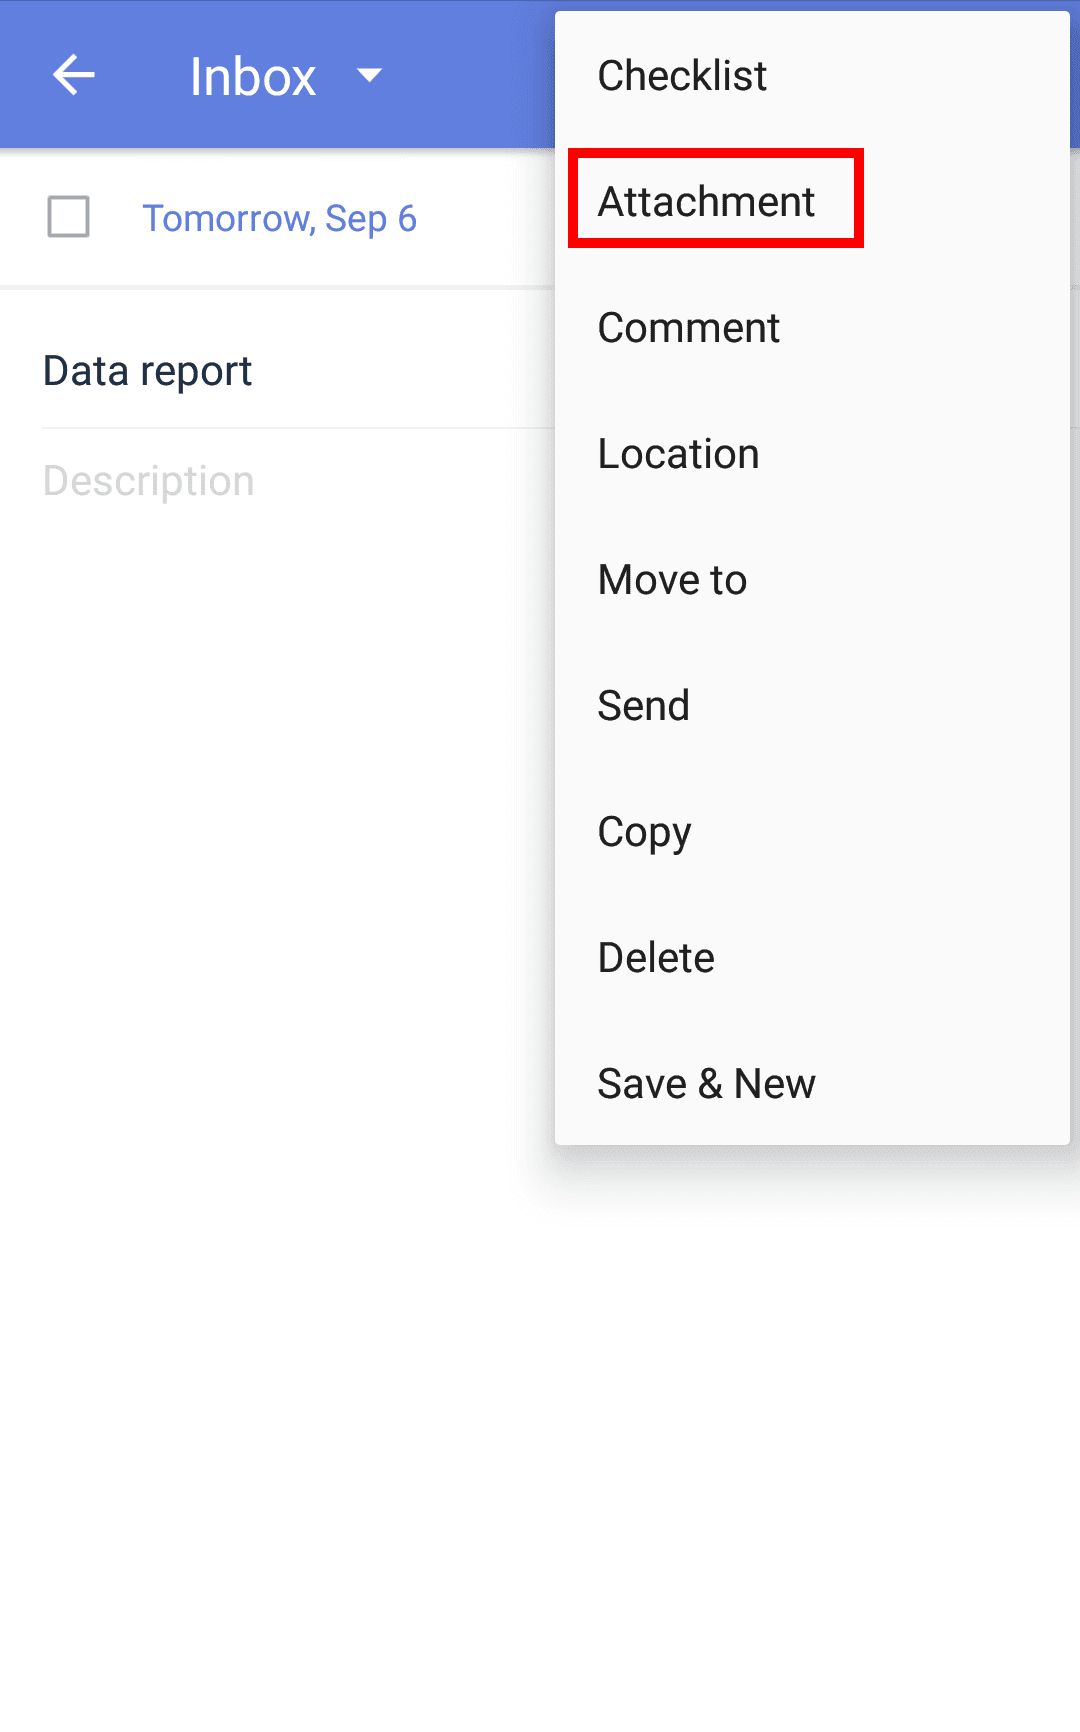 Inbox
Tomorrow, Sep 6
Data report
Description
Checklist
Attachment
Comment
Location
Move to
Send
Copy
Delete
Save & New